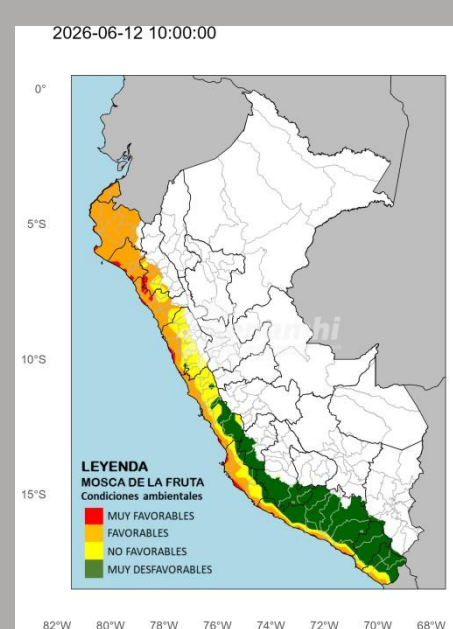 2026-06-12 10:00:00
0°
5°S
10°S
15°S
LEYENDA
MOSCA DE LA FRUTA
Condiciones ambientales
MUY FAVORABLES
FAVORABLES
NO FAVORABLES
MUY DESFAVORABLES
82°W 80°W 78°W 76°W 74°W 72°W 70°W 68°W